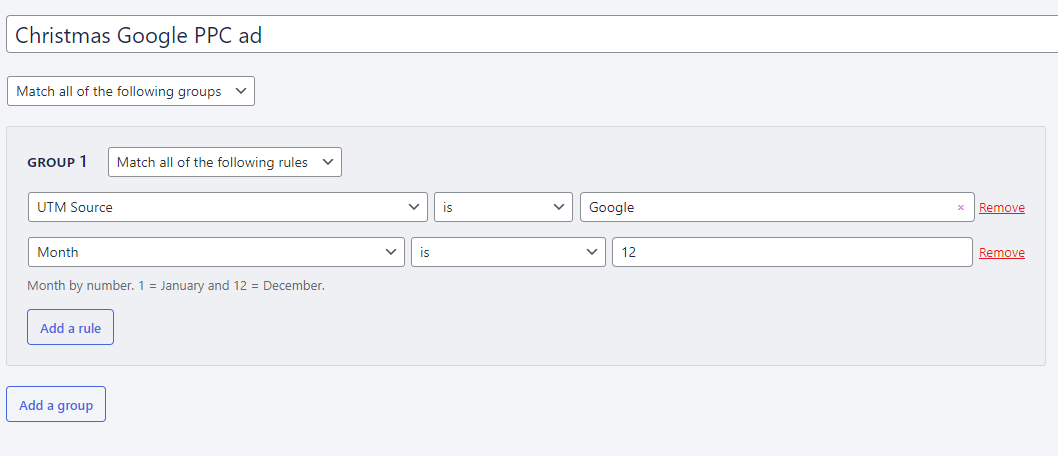 Christmas Google PPC ad
Match all of the following groups
GROUP 1 Match all of the following rules
UTM Source is Google × Remove
Month is 12 Remove
Month by number. 1 = January and 12 = December.
Add a rule
Add a group